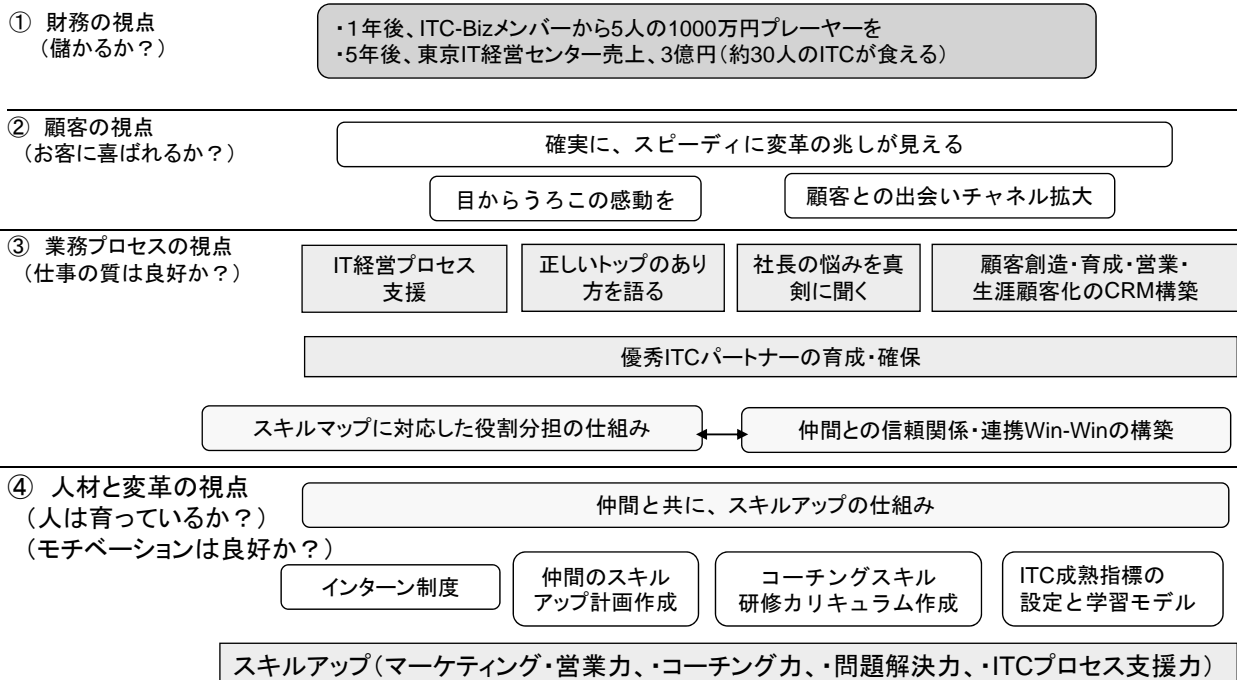 ① 財務の視点
（儲かるか？）
・１年後、ITC-Bizメンバーから5人の1000万円プレーヤーを
・5年後、東京IT経営センター売上、3億円（約30人のITCが食える）
② 顧客の視点
（お客に喜ばれるか？）
確実に、スピーディに変革の兆しが見える
目からうろこの感動を
顧客との出会いチャネル拡大
③ 業務プロセスの視点
（仕事の質は良好か？）
IT経営プロセス
支援
正しいトップのあり
方を語る
社長の悩みを真
剣に聞く
顧客創造・育成・営業・
生涯顧客化のCRM構築
優秀ITCパートナーの育成・確保
スキルマップに対応した役割分担の仕組み
仲間との信頼関係・連携Win-Winの構築
④ 人材と変革の視点
（人は育っているか？）
（モチベーションは良好か？）
仲間と共に、スキルアップの仕組み
インターン制度
仲間のスキル
アップ計画作成
コーチングスキル
研修カリキュラム作成
ITC成熟指標の
設定と学習モデル
スキルアップ（マーケティング・営業力、・コーチング力、・問題解決力、・ITCプロセス支援力）